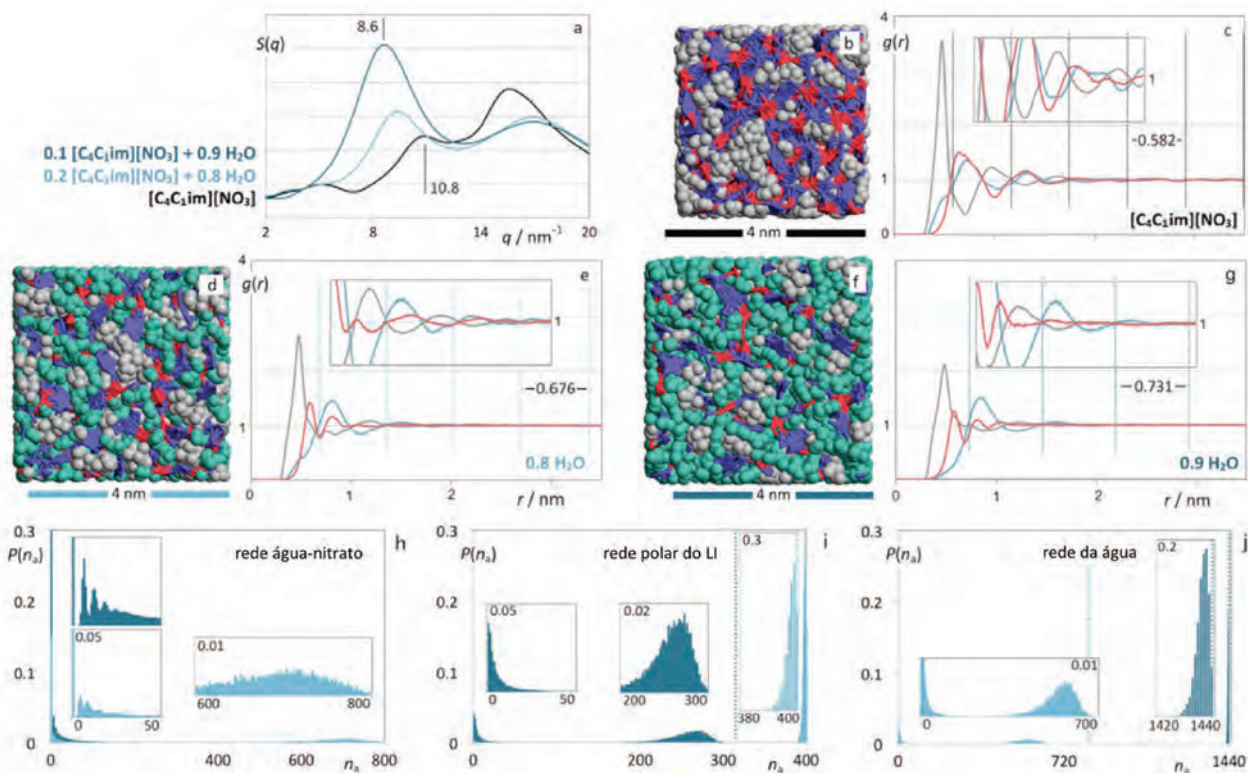 S(q)
8.6
a
0.1 [C₄C₁im][NO₃] + 0.9 H₂O
0.2 [C₄C₁im][NO₃] + 0.8 H₂O
[C₄C₁im][NO₃]
10.8
2
8
14
q / nm⁻¹
20
b
4 nm
4
g(r)
c
1
-0.582-
1
0
[C₄C₁im][NO₃]
d
4 nm
4
g(r)
e
1
—0.676—
1
0.8 H₂O
0
1
2
r / nm
f
4 nm
4
g(r)
g
1
—0.731—
1
0.9 H₂O
0
1
2
r / nm
0.3
P(nₐ)
rede água-nitrato
h
0.2
0.05
0.01
0.1
0
50
600
800
0
0
400
600
nₐ
800
0.3
P(nₐ)
rede polar do LI
0.3
i
0.2
0.05
0.02
0.1
0
50
200
300
380
400
0
0
200
300
nₐ
400
0.3
P(nₐ)
rede da água
0.2
j
0.2
0.01
0.1
0
700
1420
1440
0
0
720
nₐ
1440